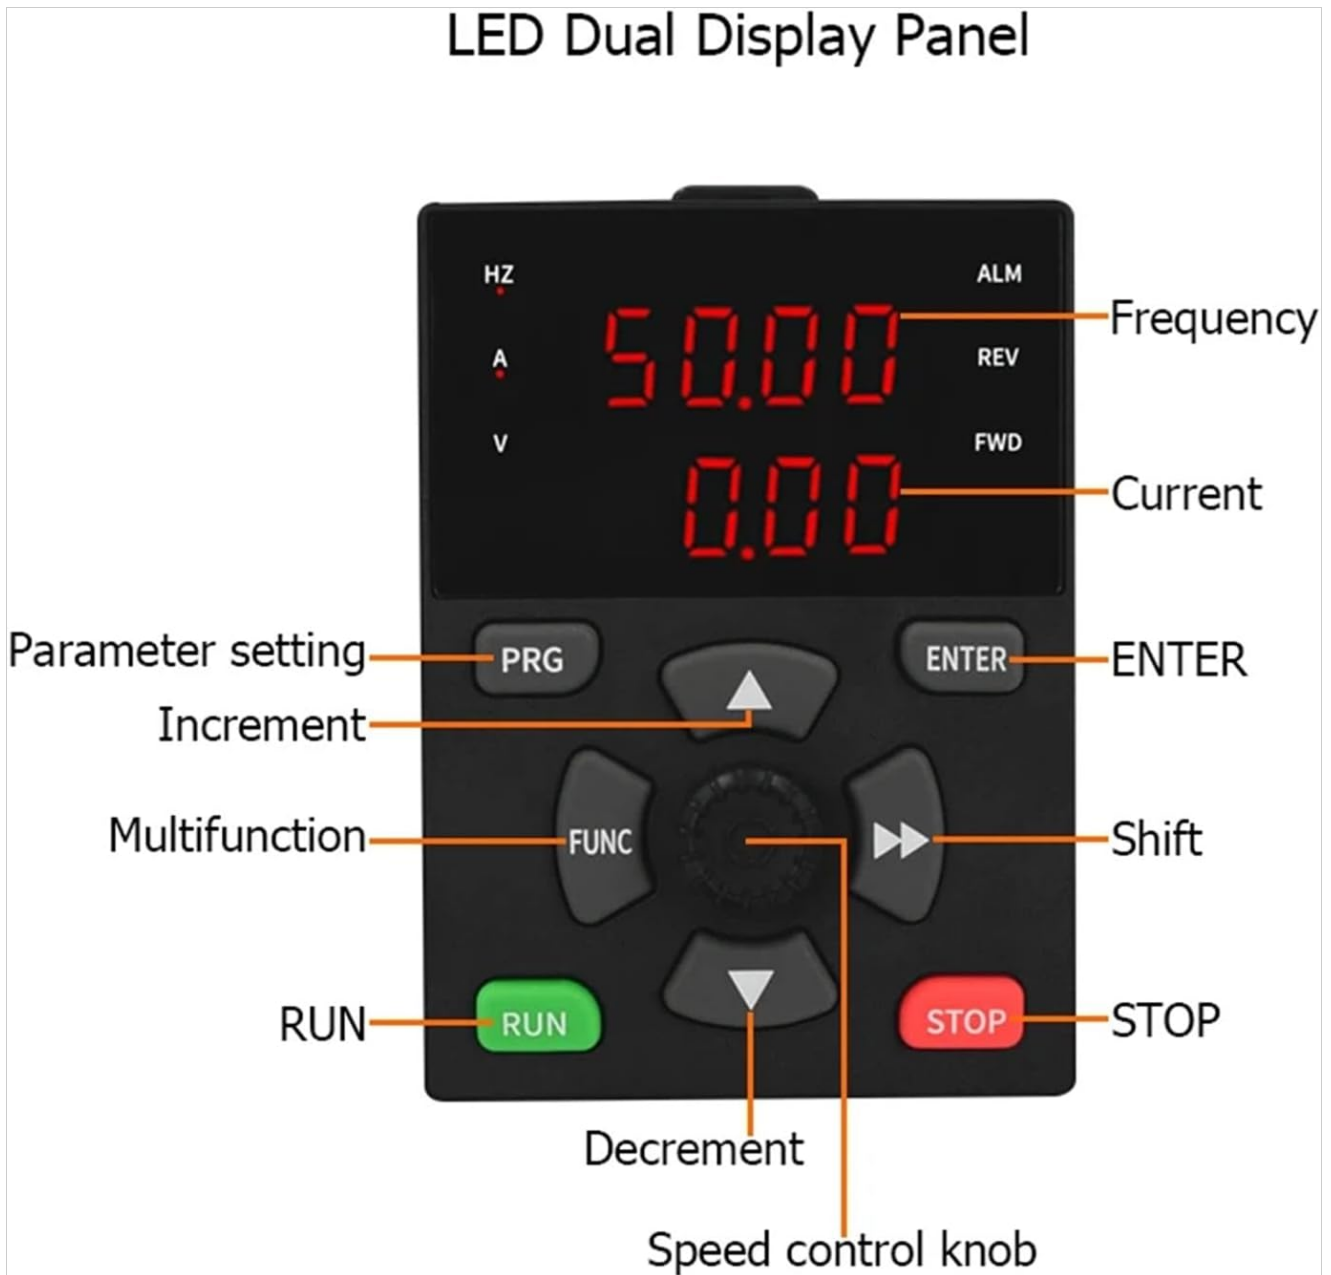 LED Dual Display Panel
HZ
ALM
50.00
Frequency
A
REV
V
FWD
0.00
Current
Parameter setting
PRG
ENTER
ENTER
Increment
Multifunction
FUNC
Shift
RUN
RUN
STOP
STOP
Decrement
Speed control knob